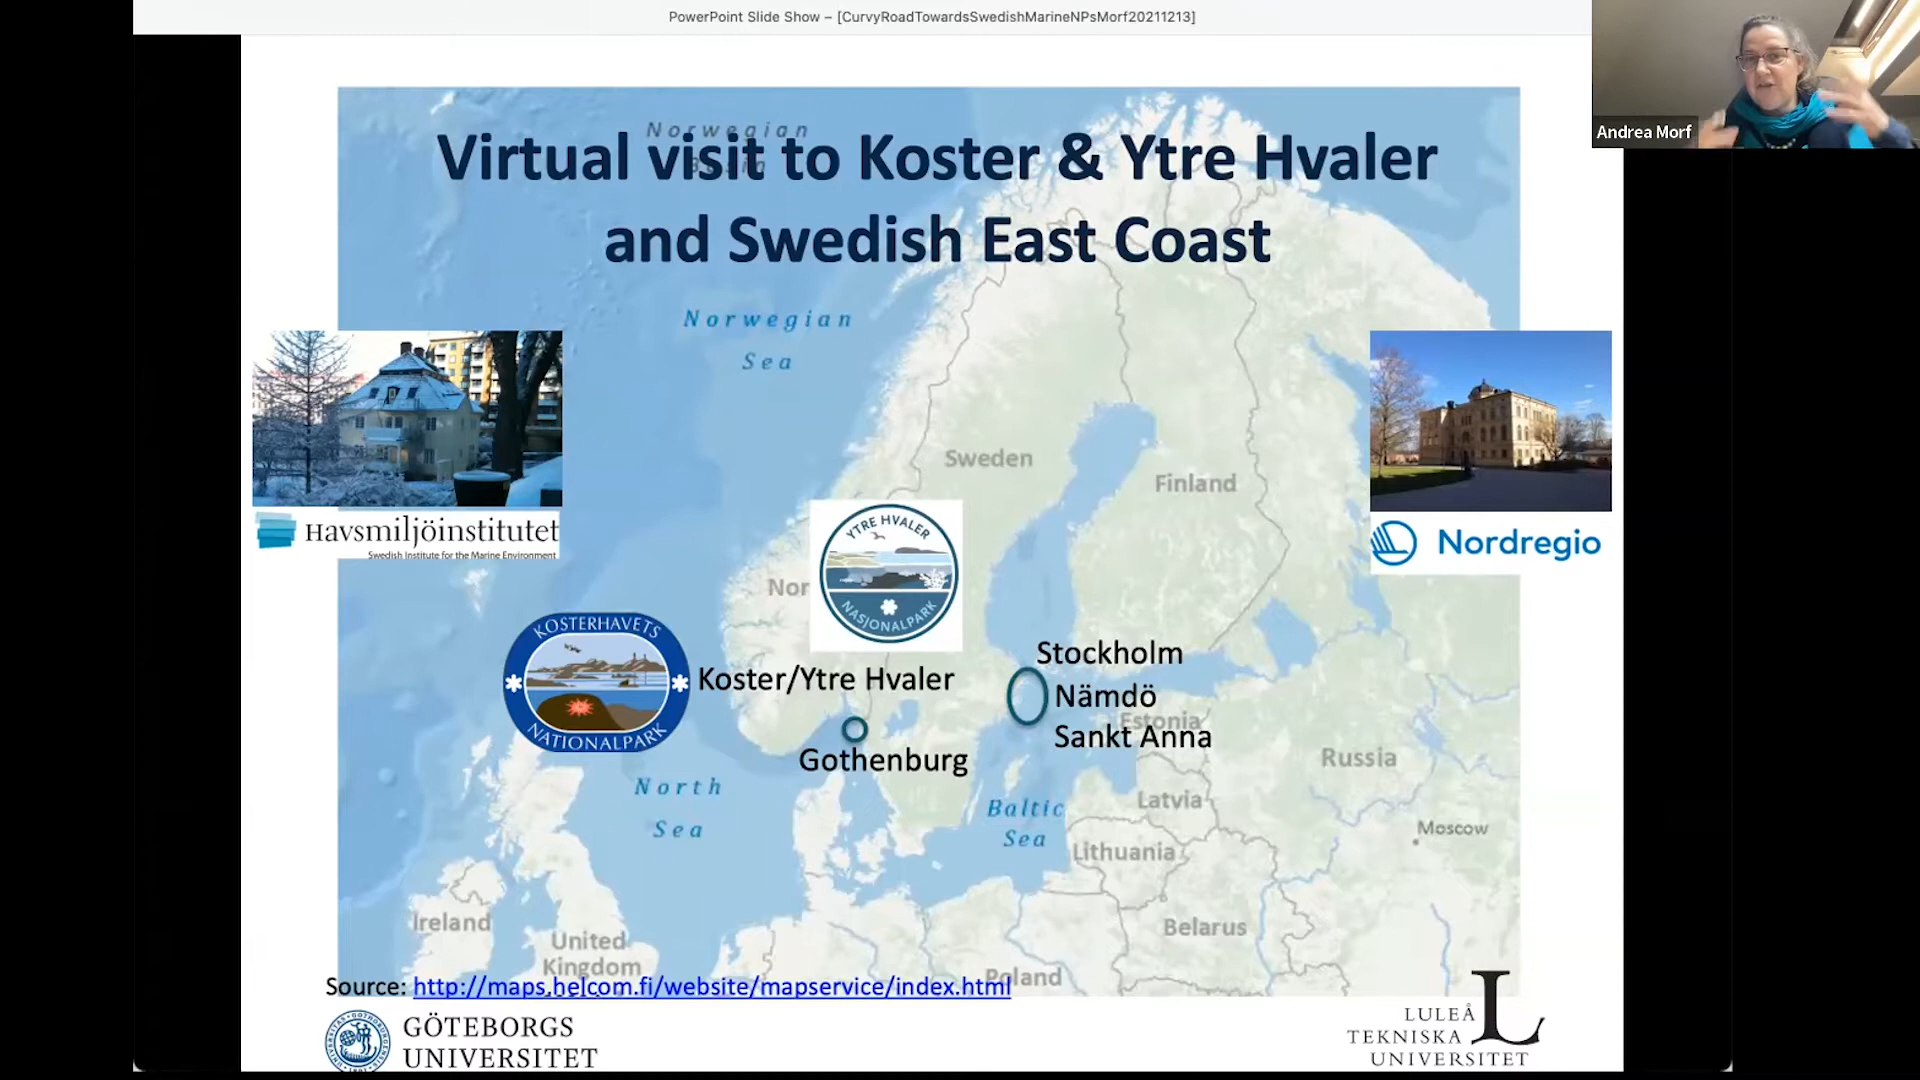 PowerPoint Slide Show – [CurvyRoadTowardsSwedishMarineNPsMorf20211213]
Andrea Morf
Norwegian
Virtual visit to Koster & Ytre Hvaler
and Swedish East Coast
Norwegian
Sea
Sweden
Finland
Havsmiljöinstitutet
Swedish Institute for the Marine Environment
Nordregio
YTRE HVALER
NASJONALPARK
Nor
KOSTERHAVETS
NATIONALPARK
Koster/Ytre Hvaler
Gothenburg
Stockholm
Nämdö
Sankt Anna
Estonia
Russia
North
Sea
Baltic
Sea
Latvia
Lithuania
Moscow
Belarus
Ireland
United
Kingdom
Poland
Source: http://maps.helcom.fi/website/mapservice/index.html
GÖTEBORGS
UNIVERSITET
LULEÅ
TEKNISKA
UNIVERSITET
L